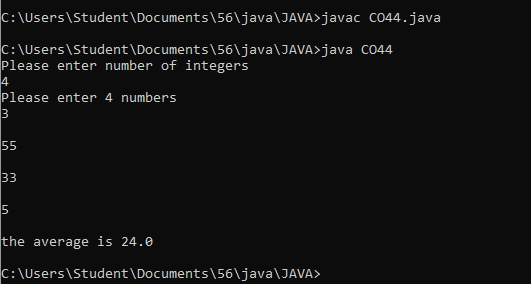 C:\Users\Student\Documents\56\java\JAVA>javac CO44.java
C:\Users\Student\Documents\56\java\JAVA>java CO44
Please enter number of integers
4
Please enter 4 numbers
3
55
33
5
the average is 24.0
C:\Users\Student\Documents\56\java\JAVA>